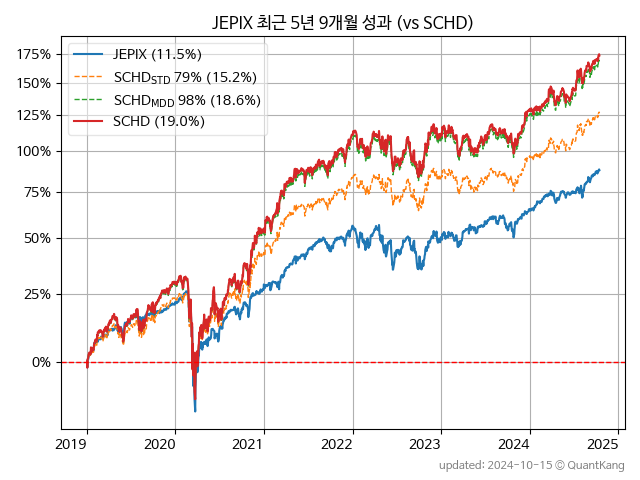 JEPIX 최근 5년 9개월 성과 (vs SCHD)
175%
150%
125%
100%
75%
50%
25%
0%
JEPIX (11.5%)
SCHD_STD 79% (15.2%)
SCHD_MDD 98% (18.6%)
SCHD (19.0%)
2019 2020 2021 2022 2023 2024 2025
updated: 2024-10-15 © QuantKang